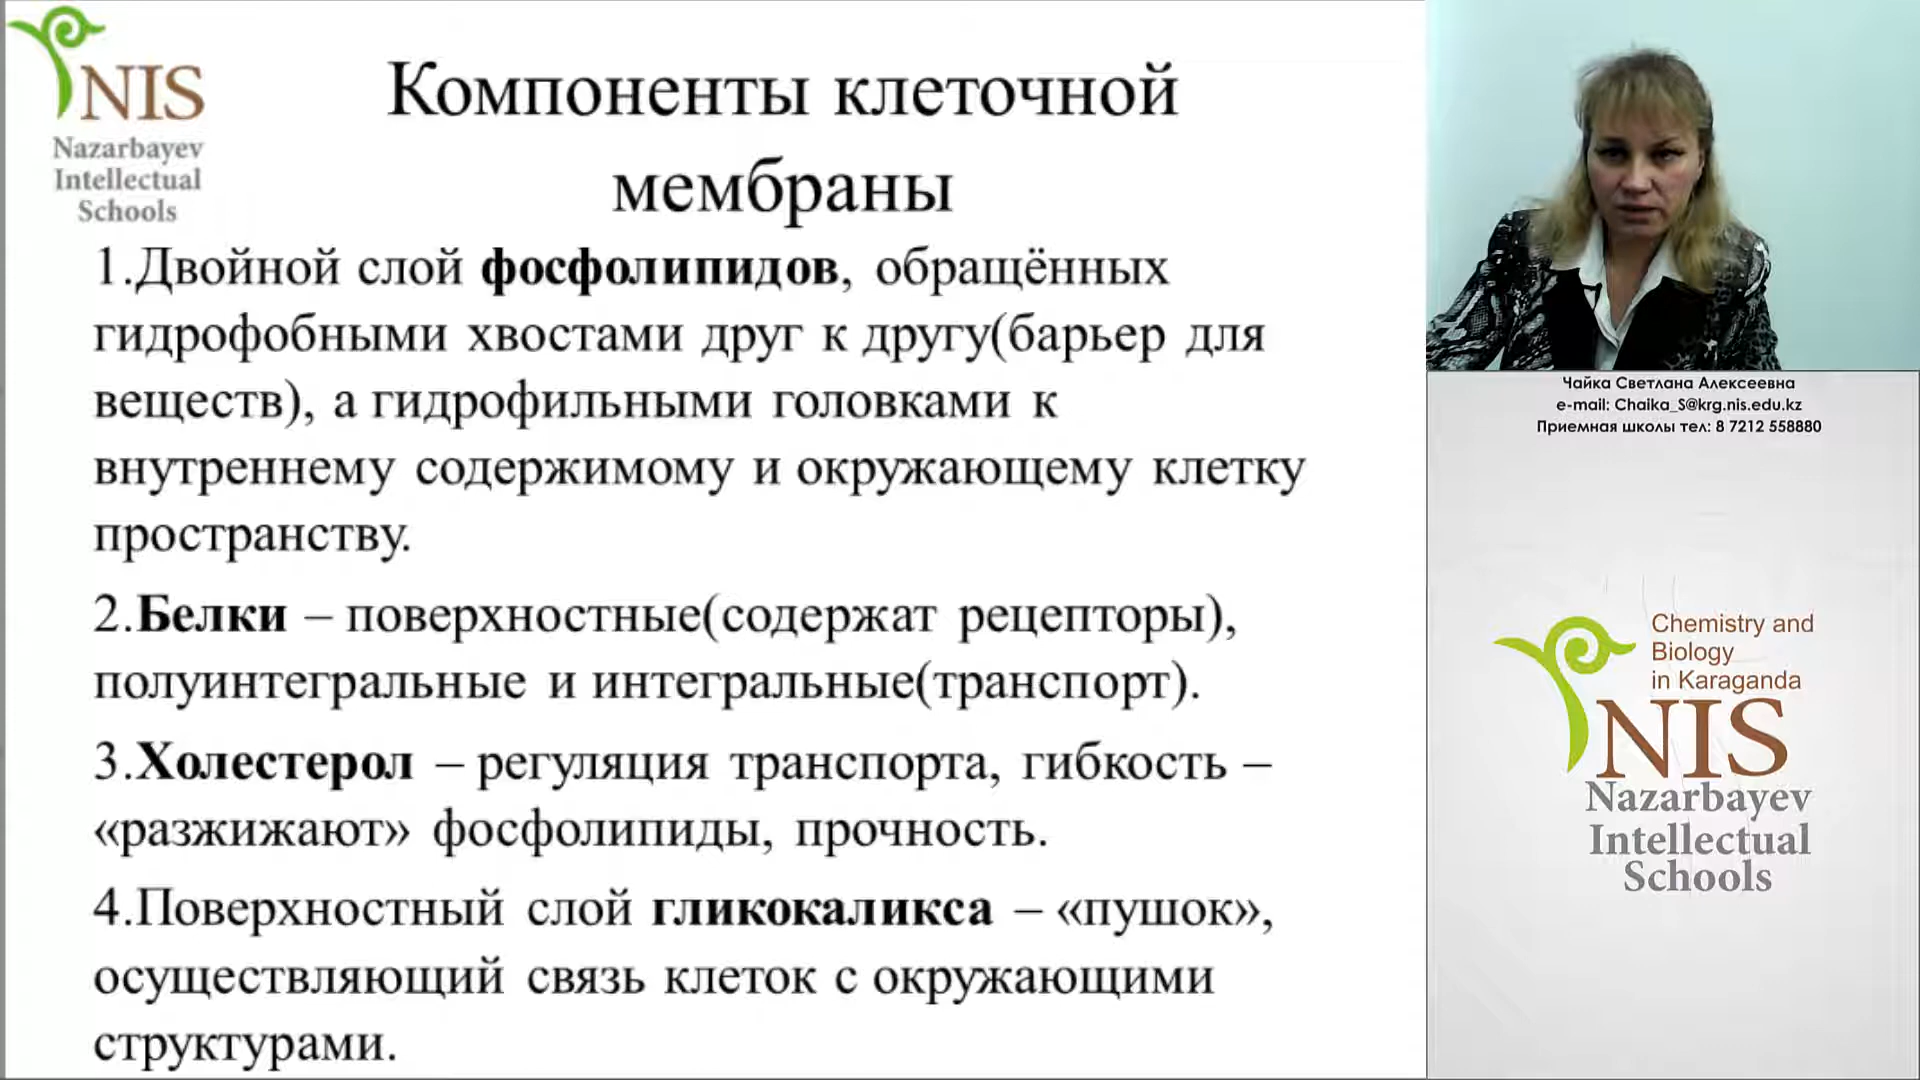 NIS
Nazarbayev
Intellectual
Schools
Компоненты клеточной
мембраны
1.Двойной слой фосфолипидов, обращённых
гидрофобными хвостами друг к другу(барьер для
веществ), а гидрофильными головками к
внутреннему содержимому и окружающему клетку
пространству.
2.Белки – поверхностные(содержат рецепторы),
полуинтегральные и интегральные(транспорт).
3.Холестерол – регуляция транспорта, гибкость –
«разжижают» фосфолипиды, прочность.
4.Поверхностный слой гликокаликса – «пушок»,
осуществляющий связь клеток с окружающими
структурами.
Чайка Светлана Алексеевна
e-mail: Chaika_S@krg.nis.edu.kz
Приемная школы тел: 8 7212 558880
Chemistry and
Biology
in Karaganda
NIS
Nazarbayev
Intellectual
Schools